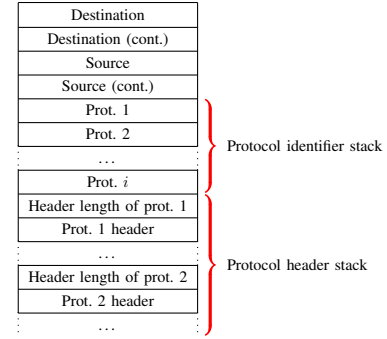 Destination
Destination (cont.)
Source
Source (cont.)
Prot. 1
Prot. 2
...
Prot. i
Protocol identifier stack
Header length of prot. 1
Prot. 1 header
...
Header length of prot. 2
Prot. 2 header
...
Protocol header stack